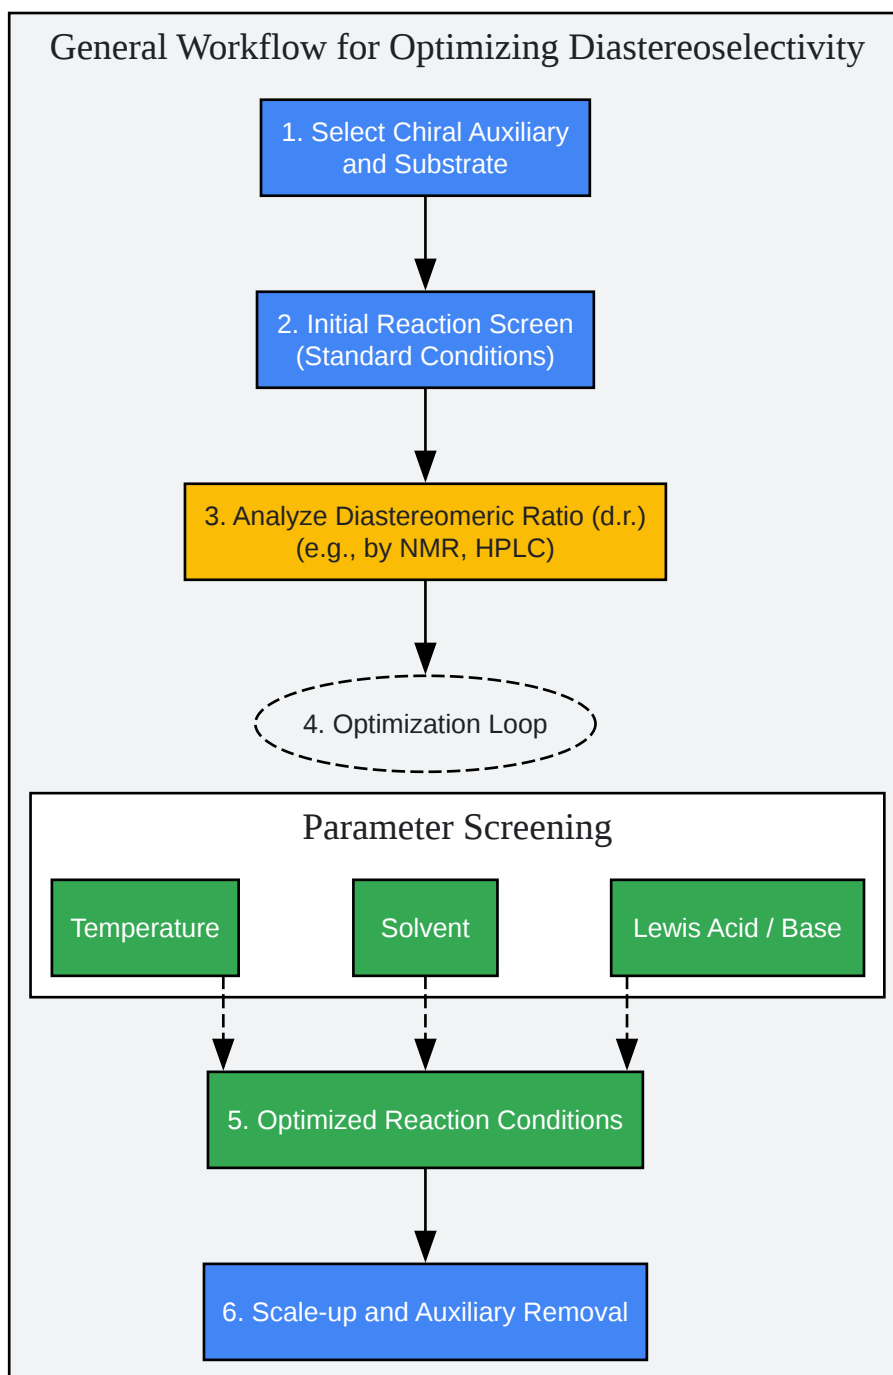 General Workflow for Optimizing Diastereoselectivity
1. Select Chiral Auxiliary
and Substrate
2. Initial Reaction Screen
(Standard Conditions)
3. Analyze Diastereomeric Ratio (d.r.)
(e.g., by NMR, HPLC)
4. Optimization Loop
Parameter Screening
Temperature
Solvent
Lewis Acid / Base
5. Optimized Reaction Conditions
6. Scale-up and Auxiliary Removal